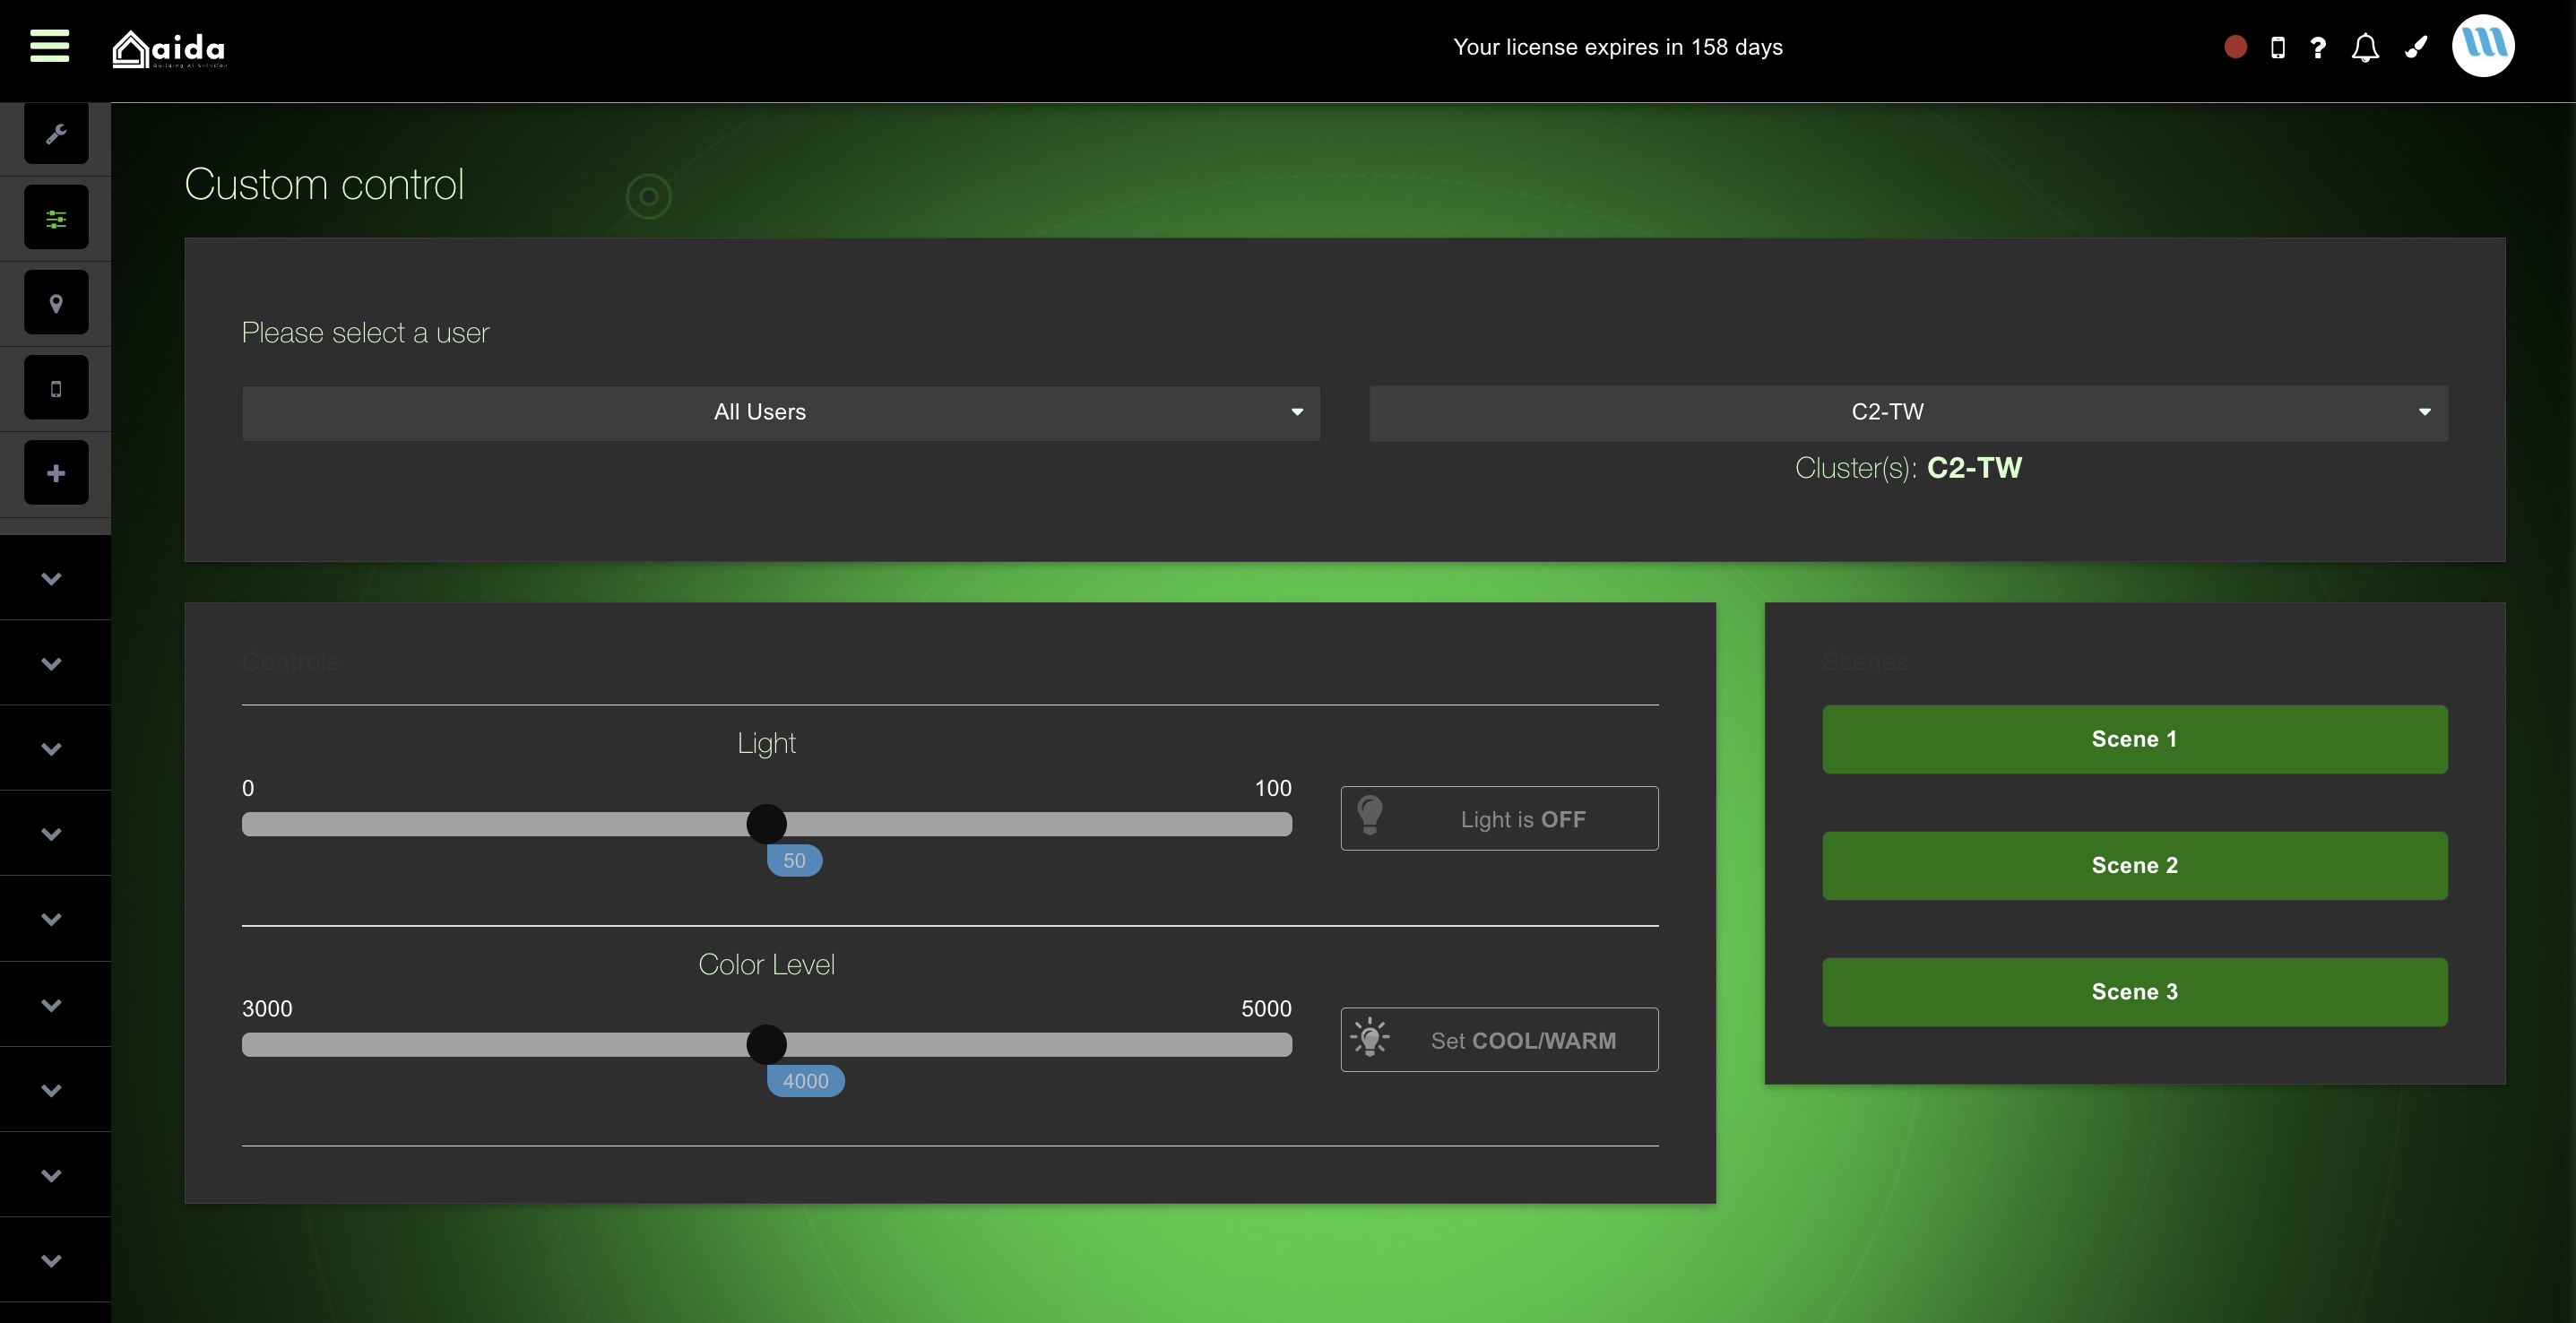 aida
Your license expires in 158 days
Custom control
Please select a user
All Users
C2-TW
Cluster(s): C2-TW
Controls
Light
0
100
50
Light is OFF
Color Level
3000
5000
4000
Set COOL/WARM
Scenes
Scene 1
Scene 2
Scene 3